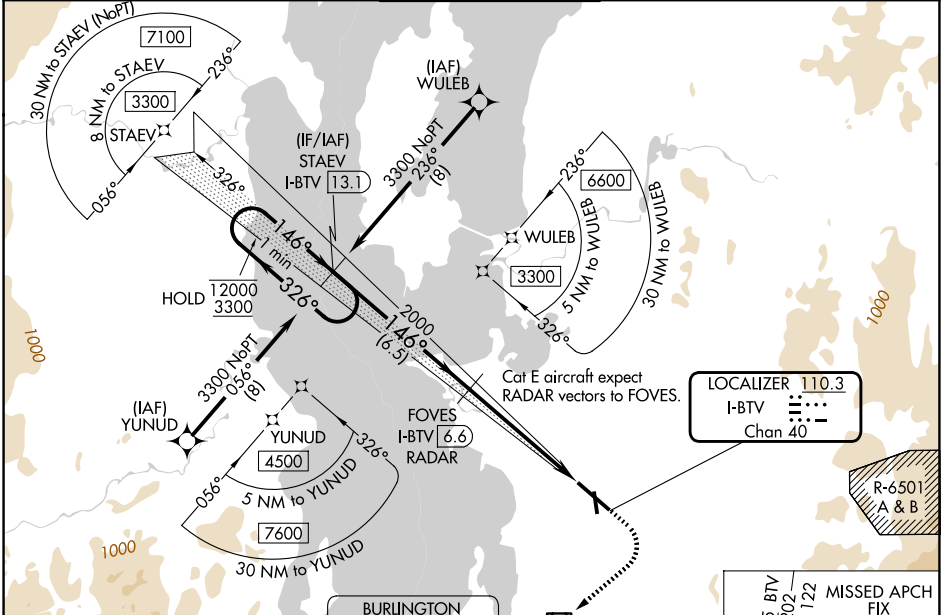 30 NM to STAEV (NoPT)
7100
236°
8 NM to STAEV
3300
STAEV
056°
326°
(IF/IAF)
STAEV
I-BTV 13.1
(IAF)
WULEB
3300 NoPT
236°
(8)
236°
6600
WULEB
3300
5 NM to WULEB
30 NM to WULEB
326°
146°
1 min
326°
HOLD 12000
3300
2000
146°
(6.5)
1000
1000
3300 NoPT
056°
(8)
(IAF)
YUNUD
Cat E aircraft expect
RADAR vectors to FOVES.
FOVES
I-BTV 6.6
RADAR
LOCALIZER 110.3
I-BTV
Chan 40
YUNUD
326°
4500
056°
5 NM to YUNUD
7600
30 NM to YUNUD
1000
R-6501
A & B
BURLINGTON
BTV
122
MISSED APCH
FIX